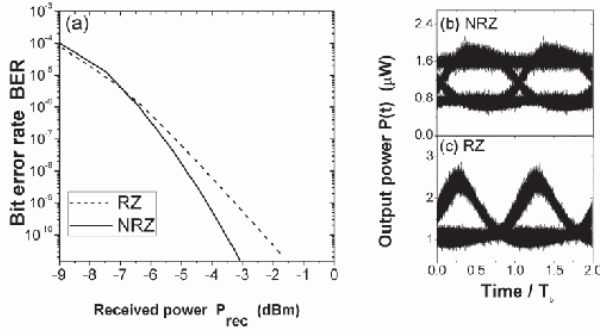 (a)
10⁻³
10⁻⁴
10⁻⁵
10⁻⁶
10⁻⁷
10⁻⁸
10⁻⁹
10¹⁰
Bit error rate BER
RZ
NRZ
-9 -8 -7 -6 -5 -4 -3 -2 -1 0
Received power P_rec (dBm)
(b) NRZ
2.4
1.6
0.8
Output power P(t) (μW)
(c) RZ
3
2
1
0.0 0.5 1.0 1.5 2.0
Time / T_b